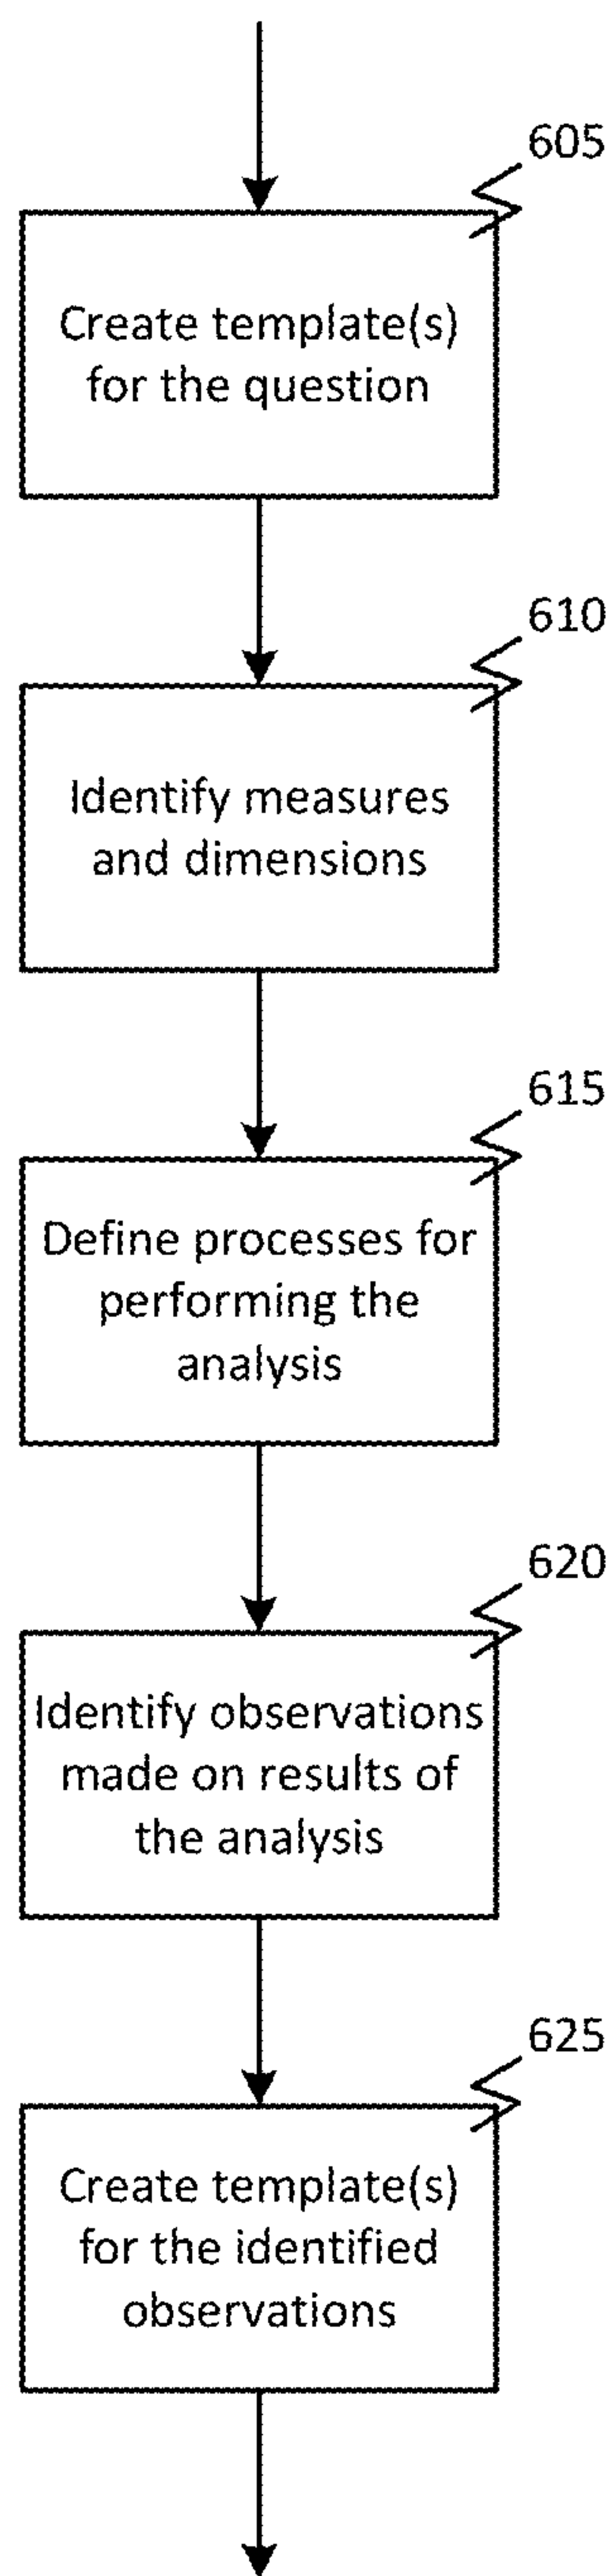 605
Create template(s)
for the question
610
Identify measures
and dimensions
615
Define processes for
performing the
analysis
620
Identify observations
made on results of
the analysis
625
Create template(s)
for the identified
observations